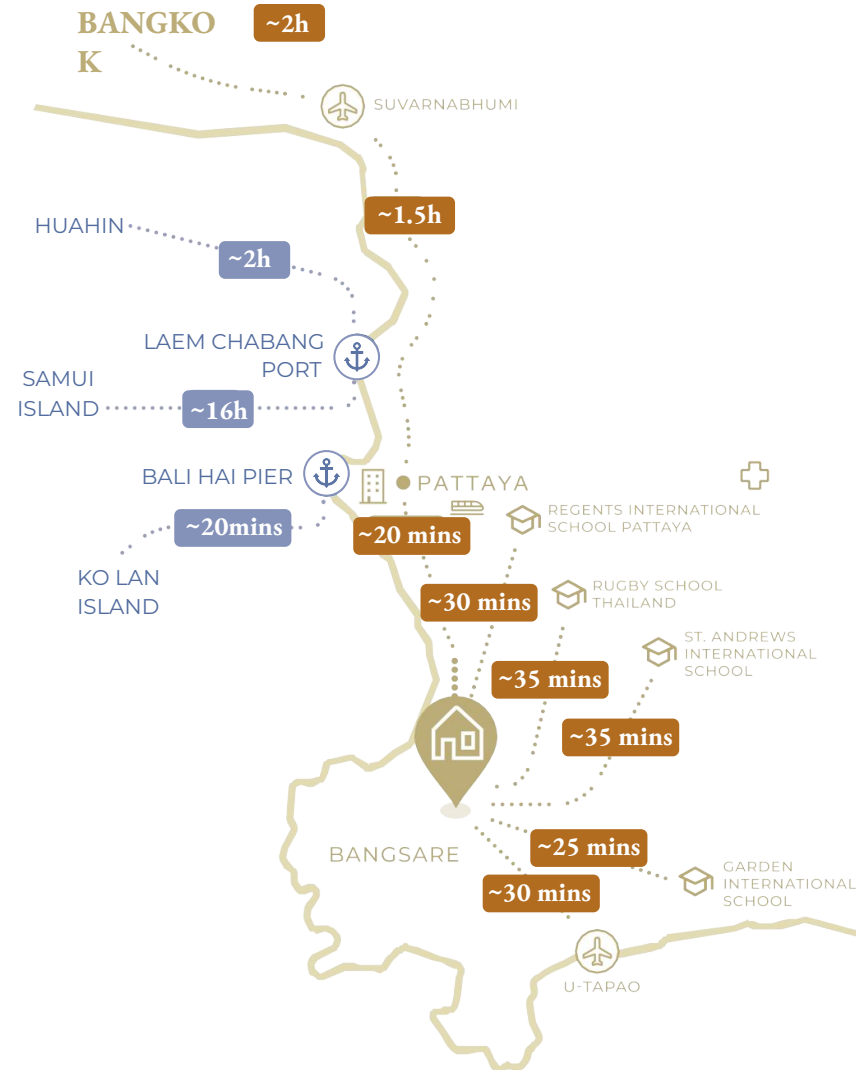 BANGKO
K
~2h
SUVARNABHUMI
~1.5h
HUAHIN
~2h
LAEM CHABANG
PORT
SAMUI
ISLAND
~16h
BALI HAI PIER
PATTAYA
~20mins
~20 mins
REGENTS INTERNATIONAL
SCHOOL PATTAYA
KO LAN
ISLAND
~30 mins
RUGBY SCHOOL
THAILAND
ST. ANDREWS
INTERNATIONAL
SCHOOL
~35 mins
~35 mins
BANGSARE
~25 mins
GARDEN
INTERNATIONAL
SCHOOL
~30 mins
U-TAPAO